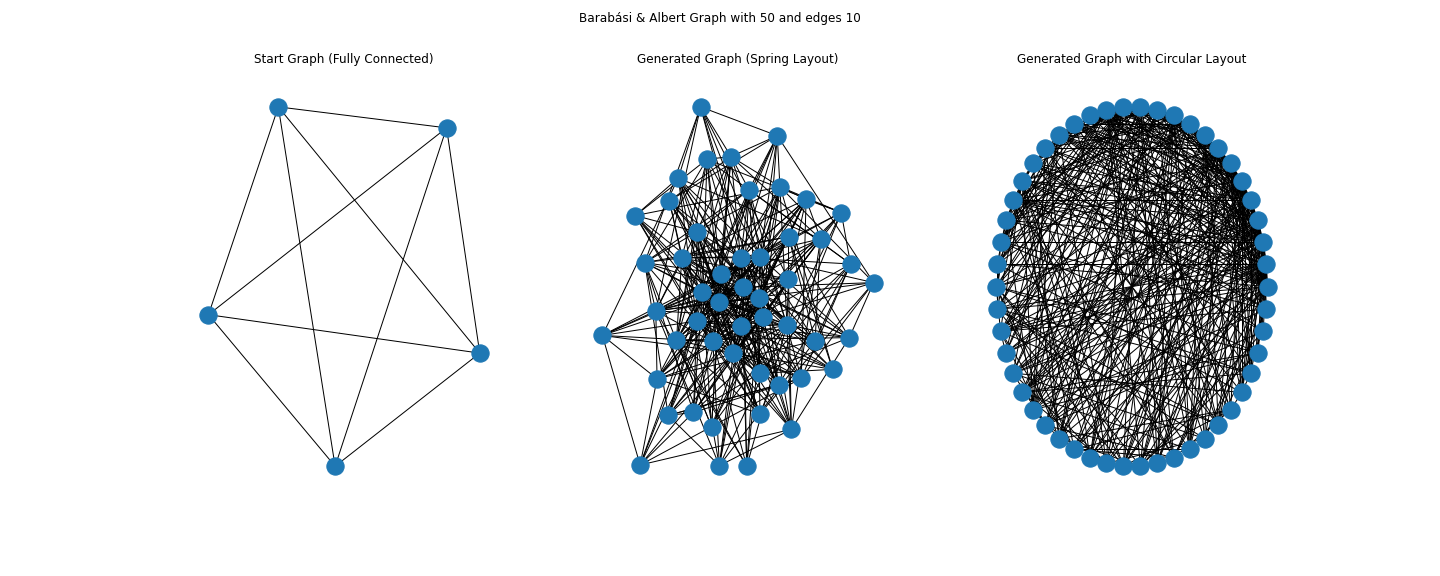 Barabási & Albert Graph with 50 and edges 10
Start Graph (Fully Connected)
Generated Graph (Spring Layout)
Generated Graph with Circular Layout